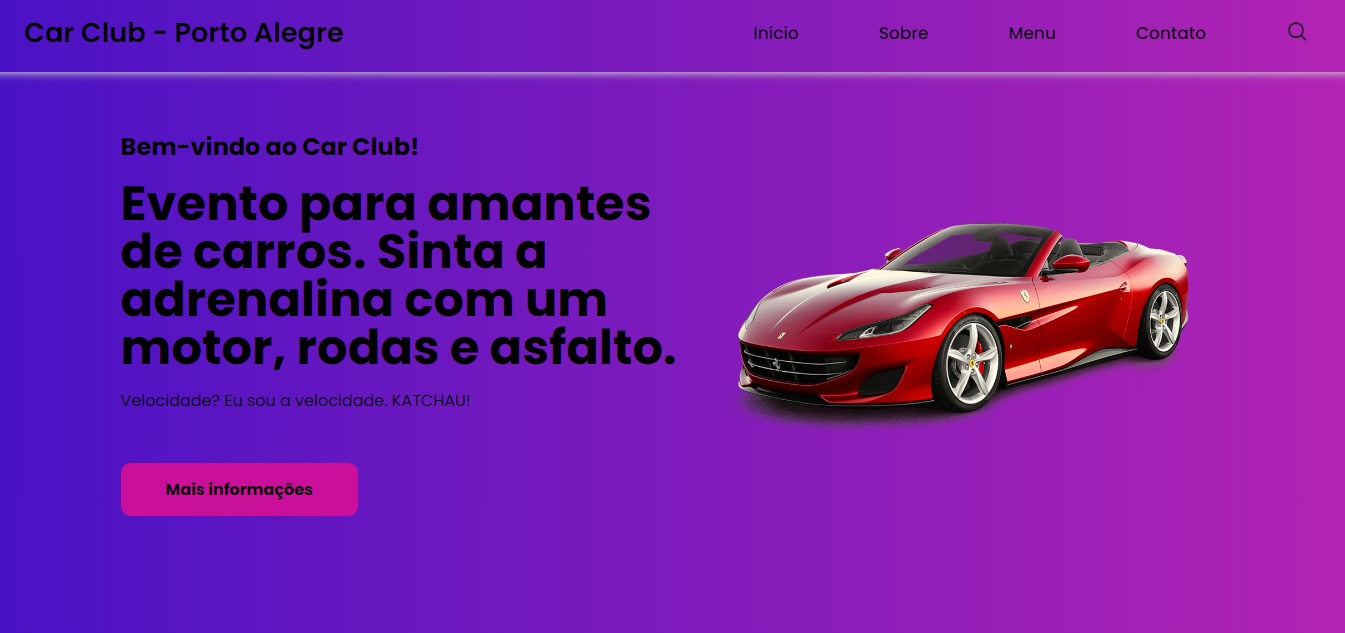 Car Club - Porto Alegre
Início
Sobre
Menu
Contato
Bem-vindo ao Car Club!
Evento para amantes
de carros. Sinta a
adrenalina com um
motor, rodas e asfalto.
Velocidade? Eu sou a velocidade. KATCHAU!
Mais informações